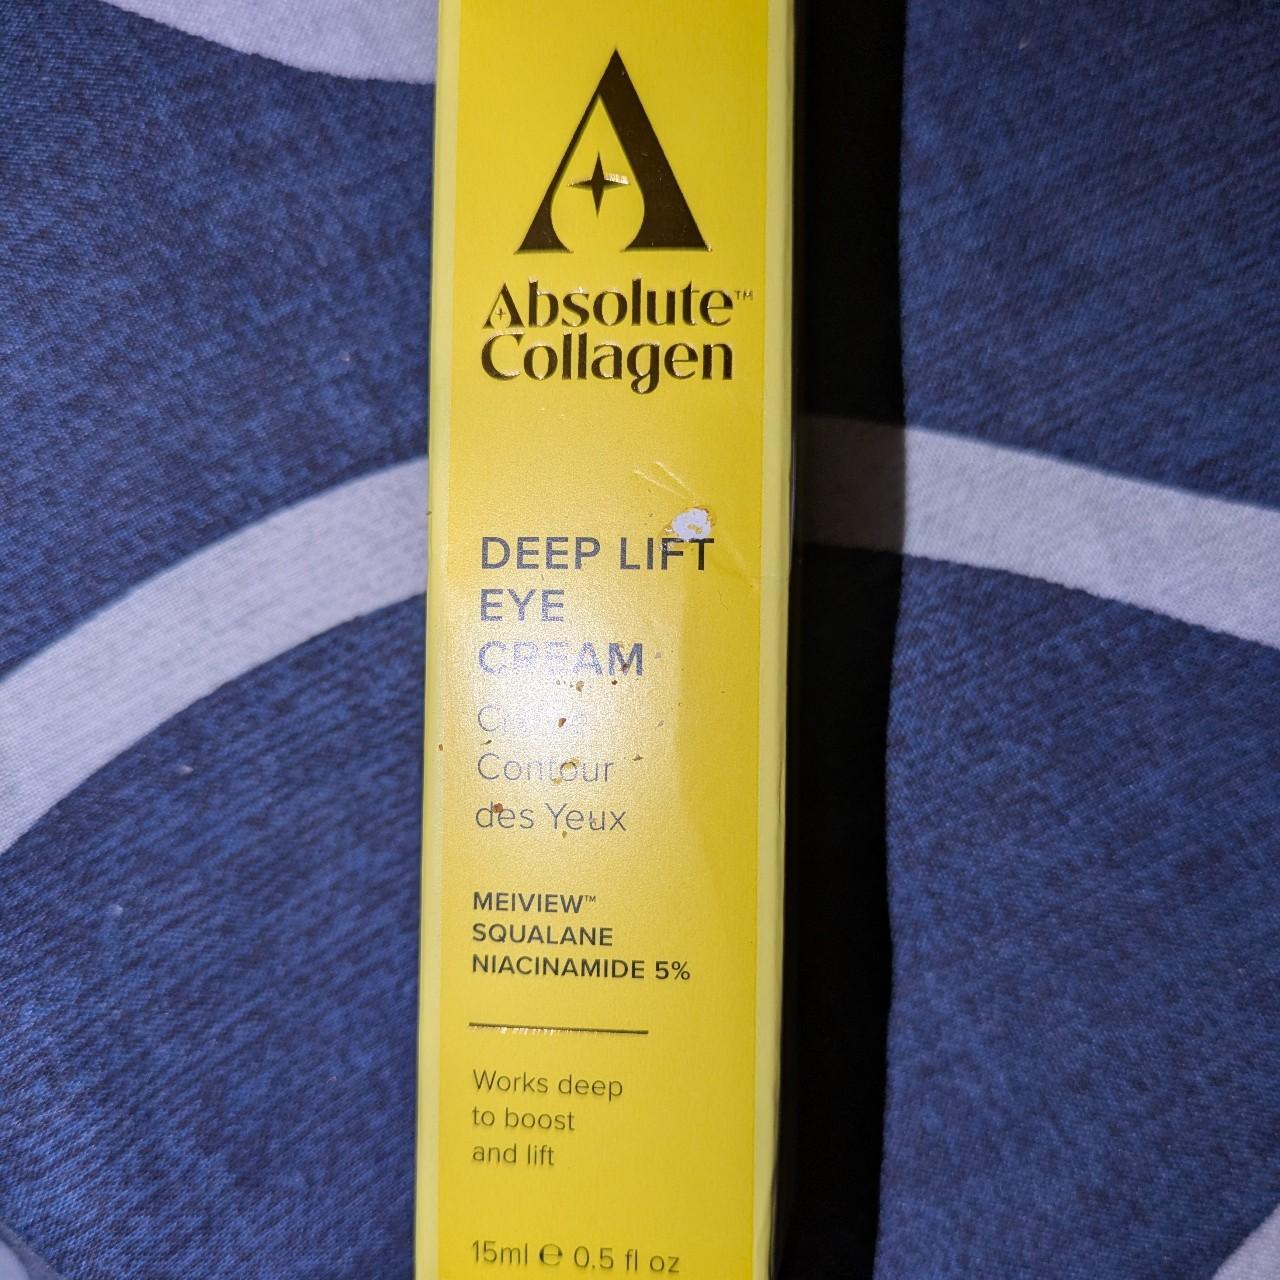 Absolute™
Collagen
DEEP LIFT
EYE
CREAM
Contour
des Yeux
MEIVIEW™
SQUALANE
NIACINAMIDE 5%
Works deep
to boost
and lift
15ml ℮ 0.5 fl oz